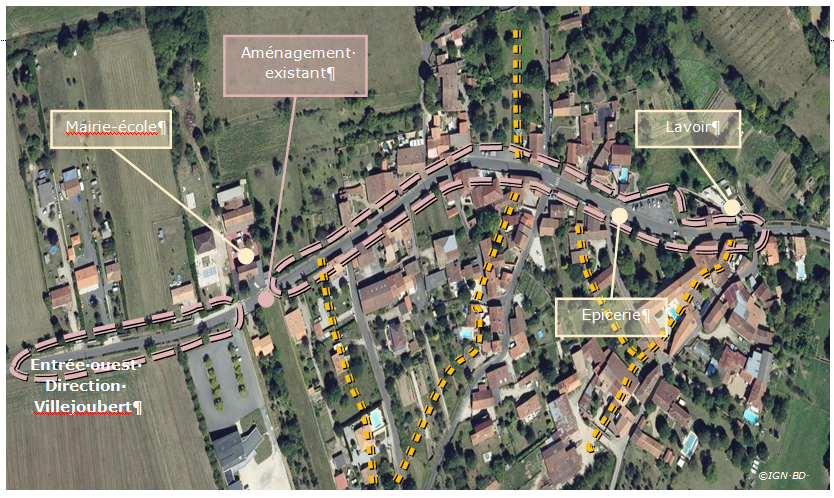 Aménagement·
existant¶
Mairie-école¶
Lavoir¶
Epicerie¶
Entrée·ouest·
Direction·
Villejoubert¶
©IGN·BD·